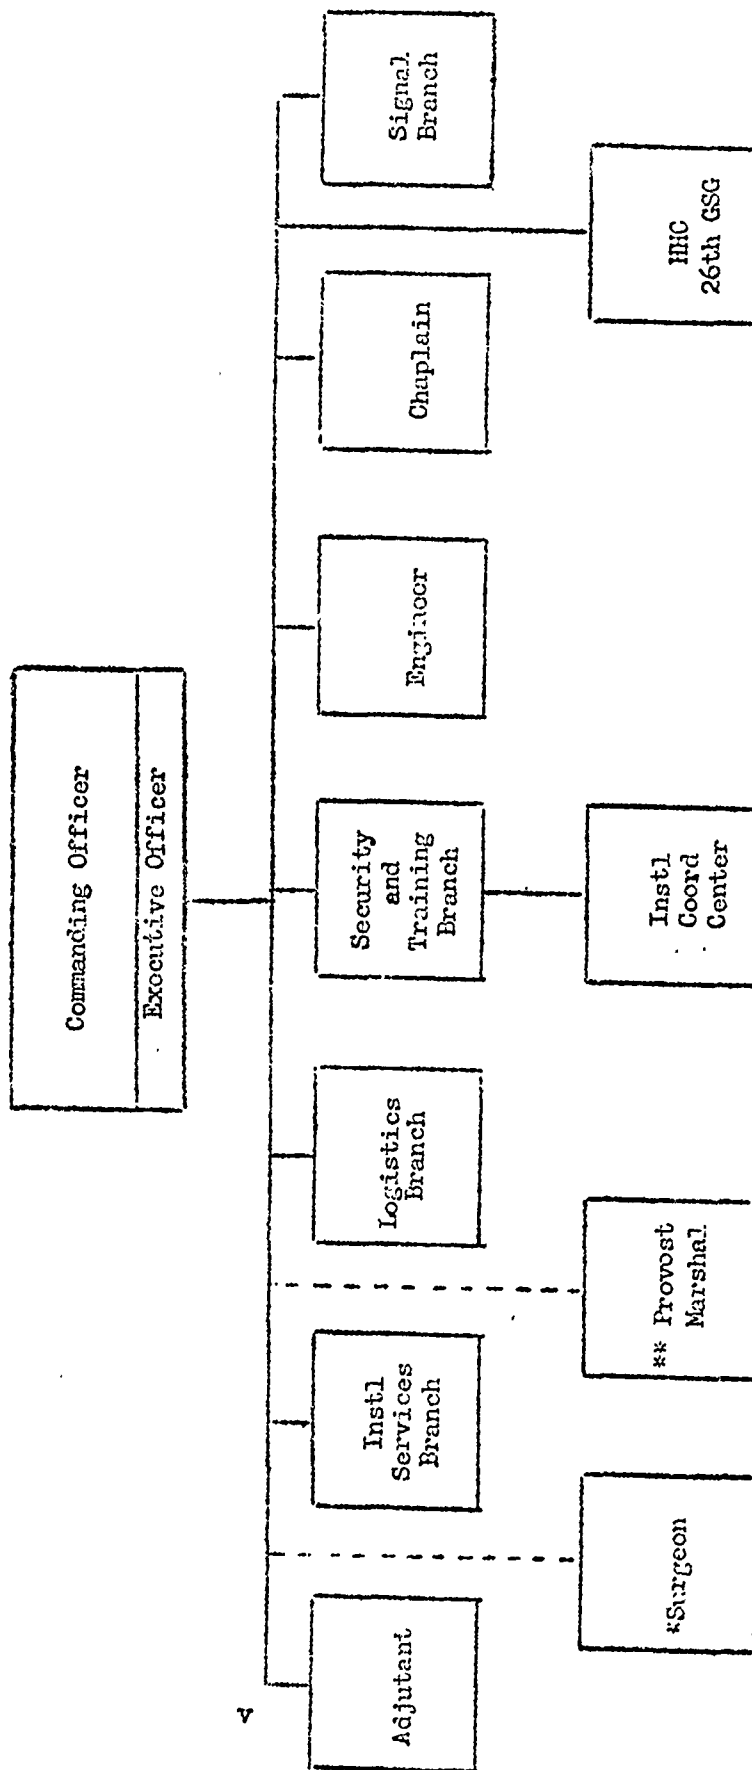 Commanding Officer
Executive Officer
Adjutant
Instl
Services
Branch
Logistics
Branch
Security
and
Training
Branch
Engineer
Chaplain
Signal
Branch
*Surgeon
** Provost
Marshal
Instl
Coord
Center
HHC
26th GSG
v